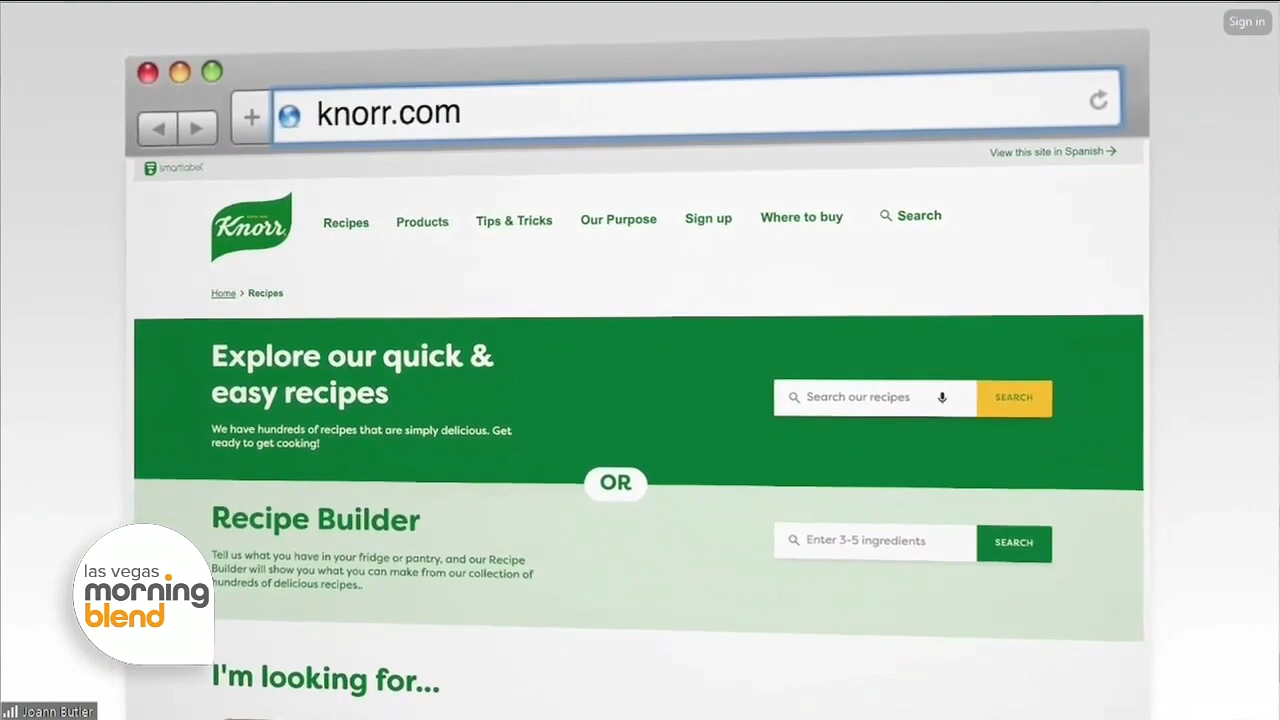 Sign in
knorr.com
smartlabel
View this site in Spanish
Knorr
Recipes
Products
Tips & Tricks
Our Purpose
Sign up
Where to buy
Search
Home > Recipes
Explore our quick &
easy recipes
We have hundreds of recipes that are simply delicious. Get
ready to get cooking!
Search our recipes
SEARCH
OR
Recipe Builder
Tell us what you have in your fridge or pantry, and our Recipe
Builder will show you what you can make from our collection of
hundreds of delicious recipes..
Enter 3-5 ingredients
SEARCH
las vegas
morning
blend
I'm looking for...
Joann Butler